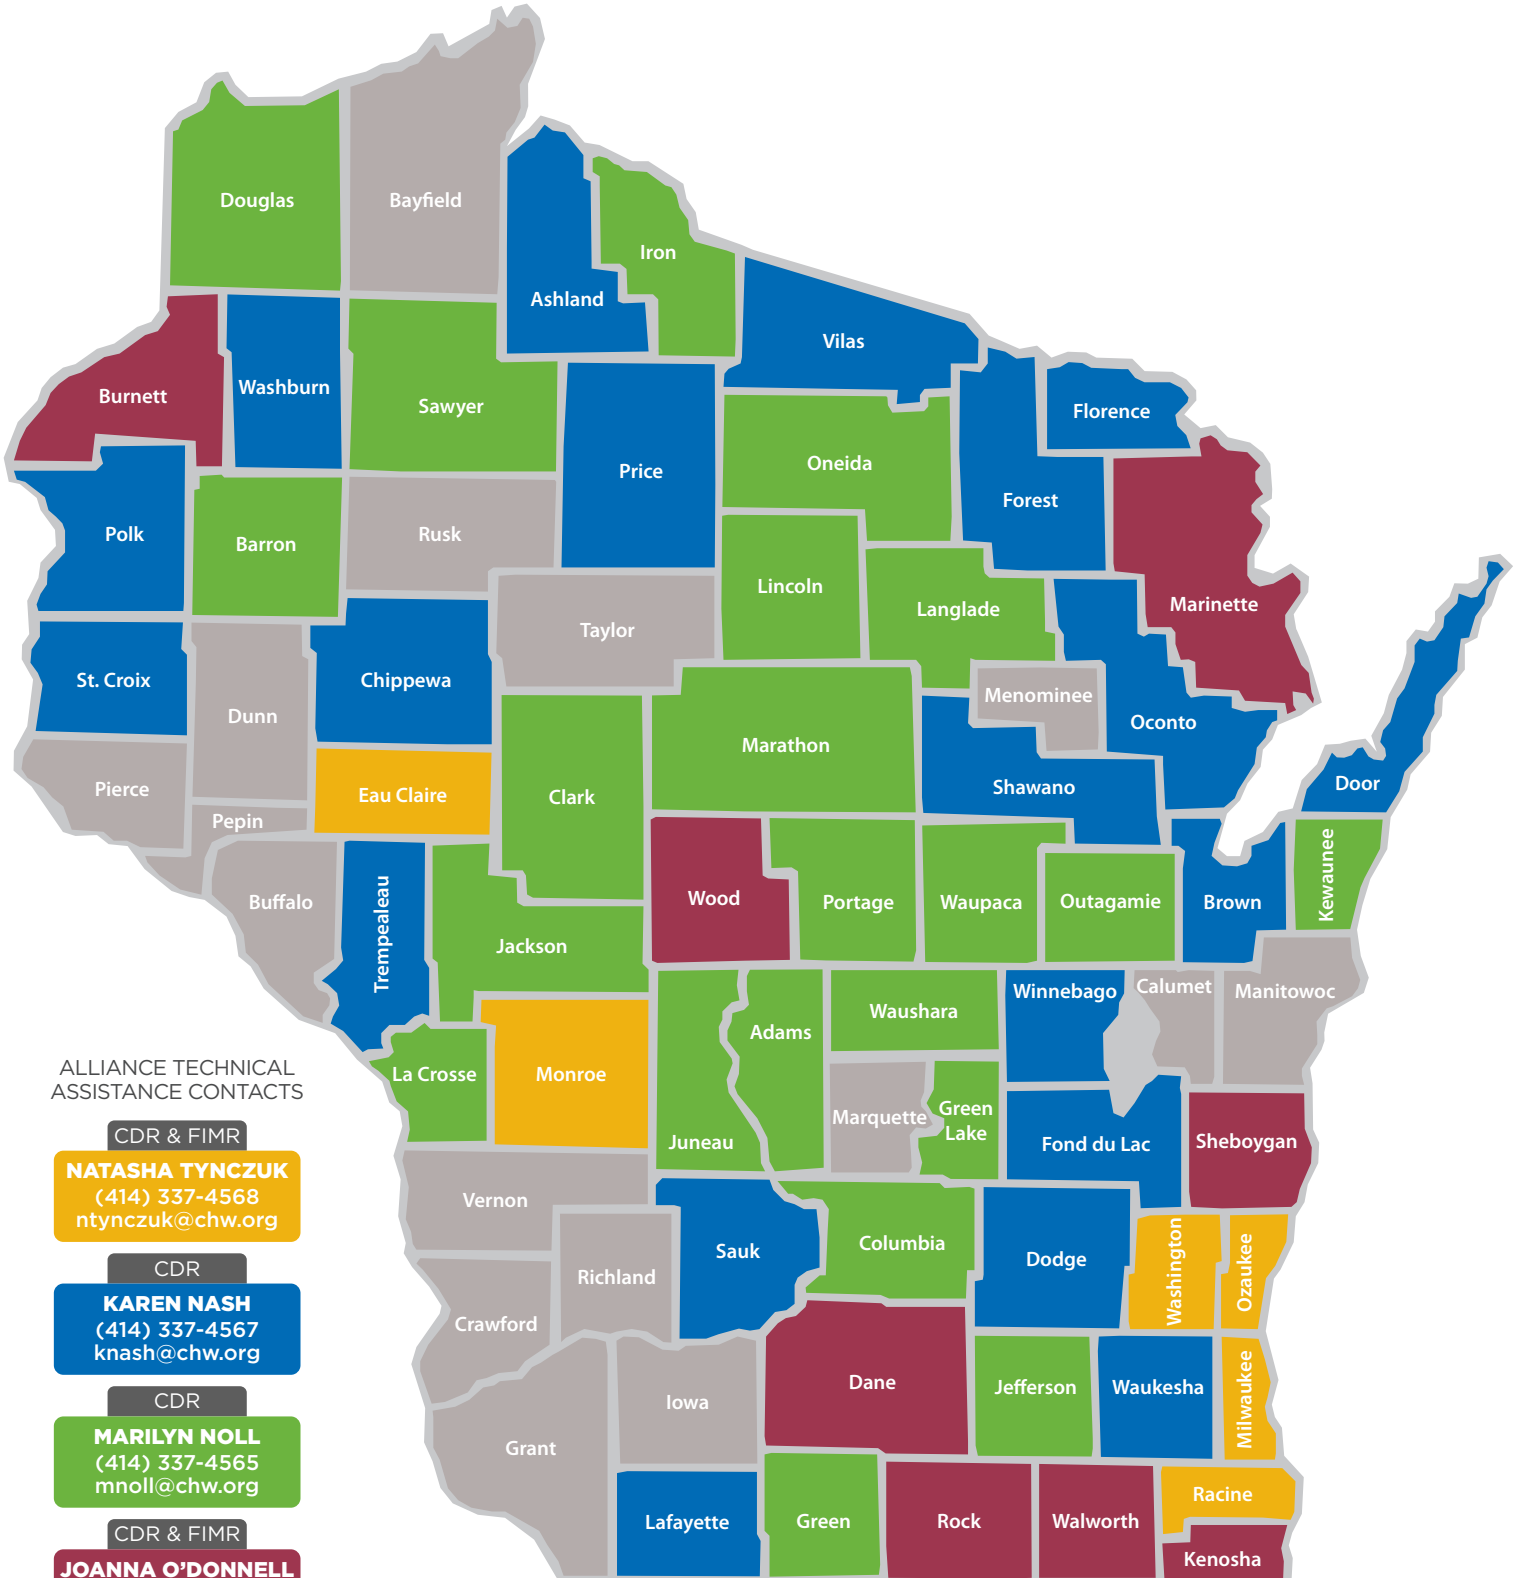 Douglas
Bayfield
Iron
Ashland
Vilas
Burnett
Washburn
Sawyer
Florence
Price
Oneida
Forest
Polk
Barron
Rusk
Lincoln
Langlade
Marinette
Taylor
St. Croix
Chippewa
Dunn
Menominee
Oconto
Marathon
Pierce
Eau Claire
Clark
Shawano
Door
Pepin
Buffalo
Trempealeau
Wood
Portage
Waupaca
Outagamie
Brown
Kewaunee
Jackson
Winnebago
Calumet
Manitowoc
Waushara
Adams
La Crosse
Monroe
Juneau
Marquette
Green
Lake
Fond du Lac
Sheboygan
Vernon
Richland
Sauk
Columbia
Dodge
Washington
Ozaukee
Crawford
Iowa
Dane
Jefferson
Waukesha
Milwaukee
Grant
Lafayette
Green
Rock
Walworth
Racine
Kenosha
ALLIANCE TECHNICAL
ASSISTANCE CONTACTS
CDR & FIMR
NATASHA TYNCZUK
(414) 337-4568
ntynczuk@chw.org
CDR
KAREN NASH
(414) 337-4567
knash@chw.org
CDR
MARILYN NOLL
(414) 337-4565
mnoll@chw.org
CDR & FIMR
JOANNA O'DONNELL